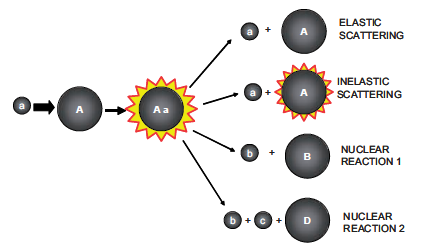 a + A ELASTIC
SCATTERING
a A Aa
a + A INELASTIC
SCATTERING
b + B NUCLEAR
REACTION 1
b + c + D NUCLEAR
REACTION 2